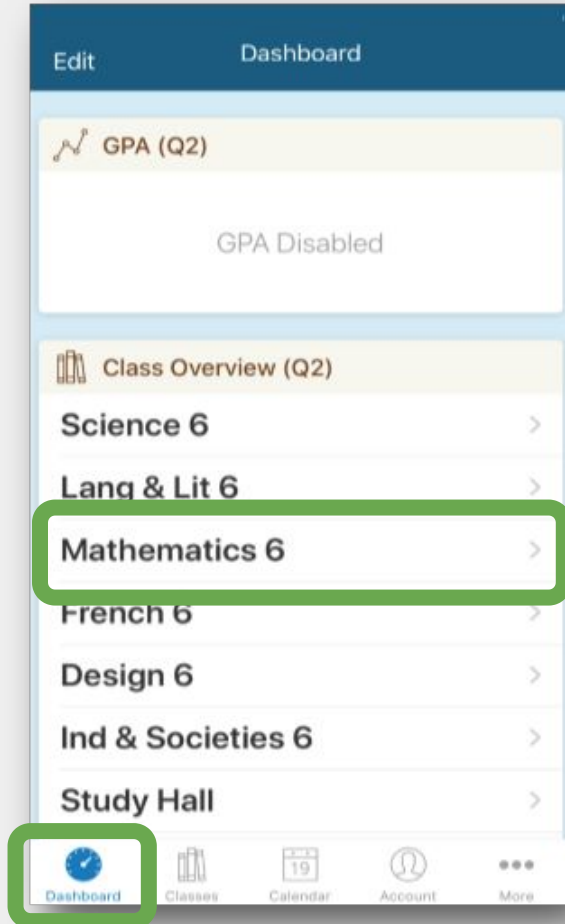 Edit Dashboard
GPA (Q2)
GPA Disabled
Class Overview (Q2)
Science 6
Lang & Lit 6
Mathematics 6
French 6
Design 6
Ind & Societies 6
Study Hall
19
Dashboard Classes Calendar Account More